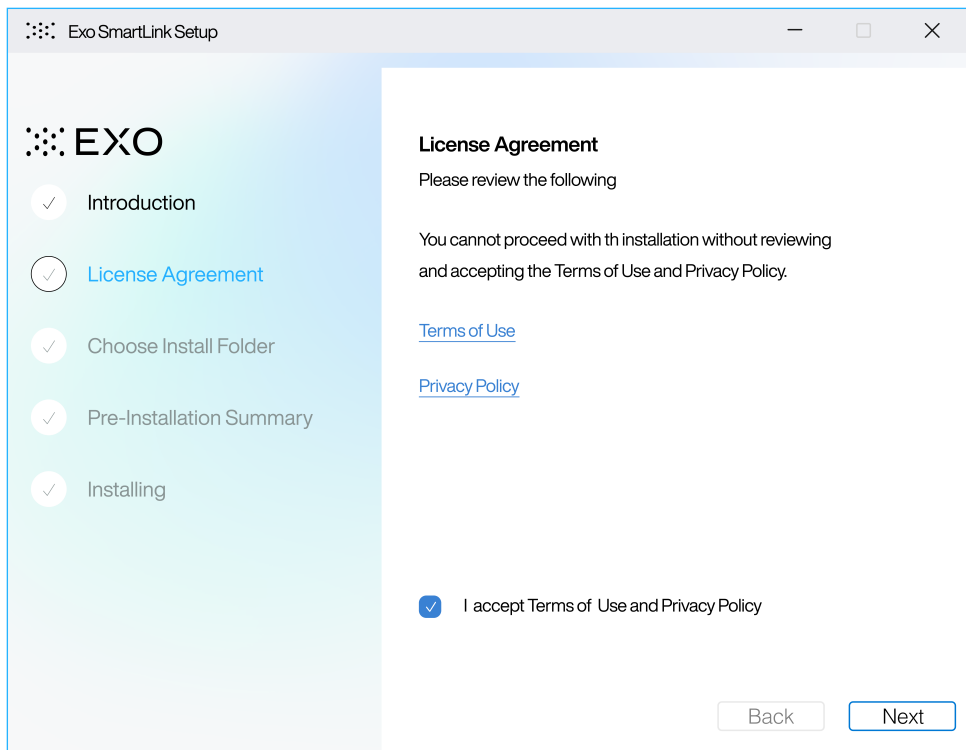 Exo SmartLink Setup
EXO
Introduction
License Agreement
Choose Install Folder
Pre-Installation Summary
Installing
License Agreement
Please review the following
You cannot proceed with th installation without reviewing
and accepting the Terms of Use and Privacy Policy.
Terms of Use
Privacy Policy
I accept Terms of Use and Privacy Policy
Back
Next